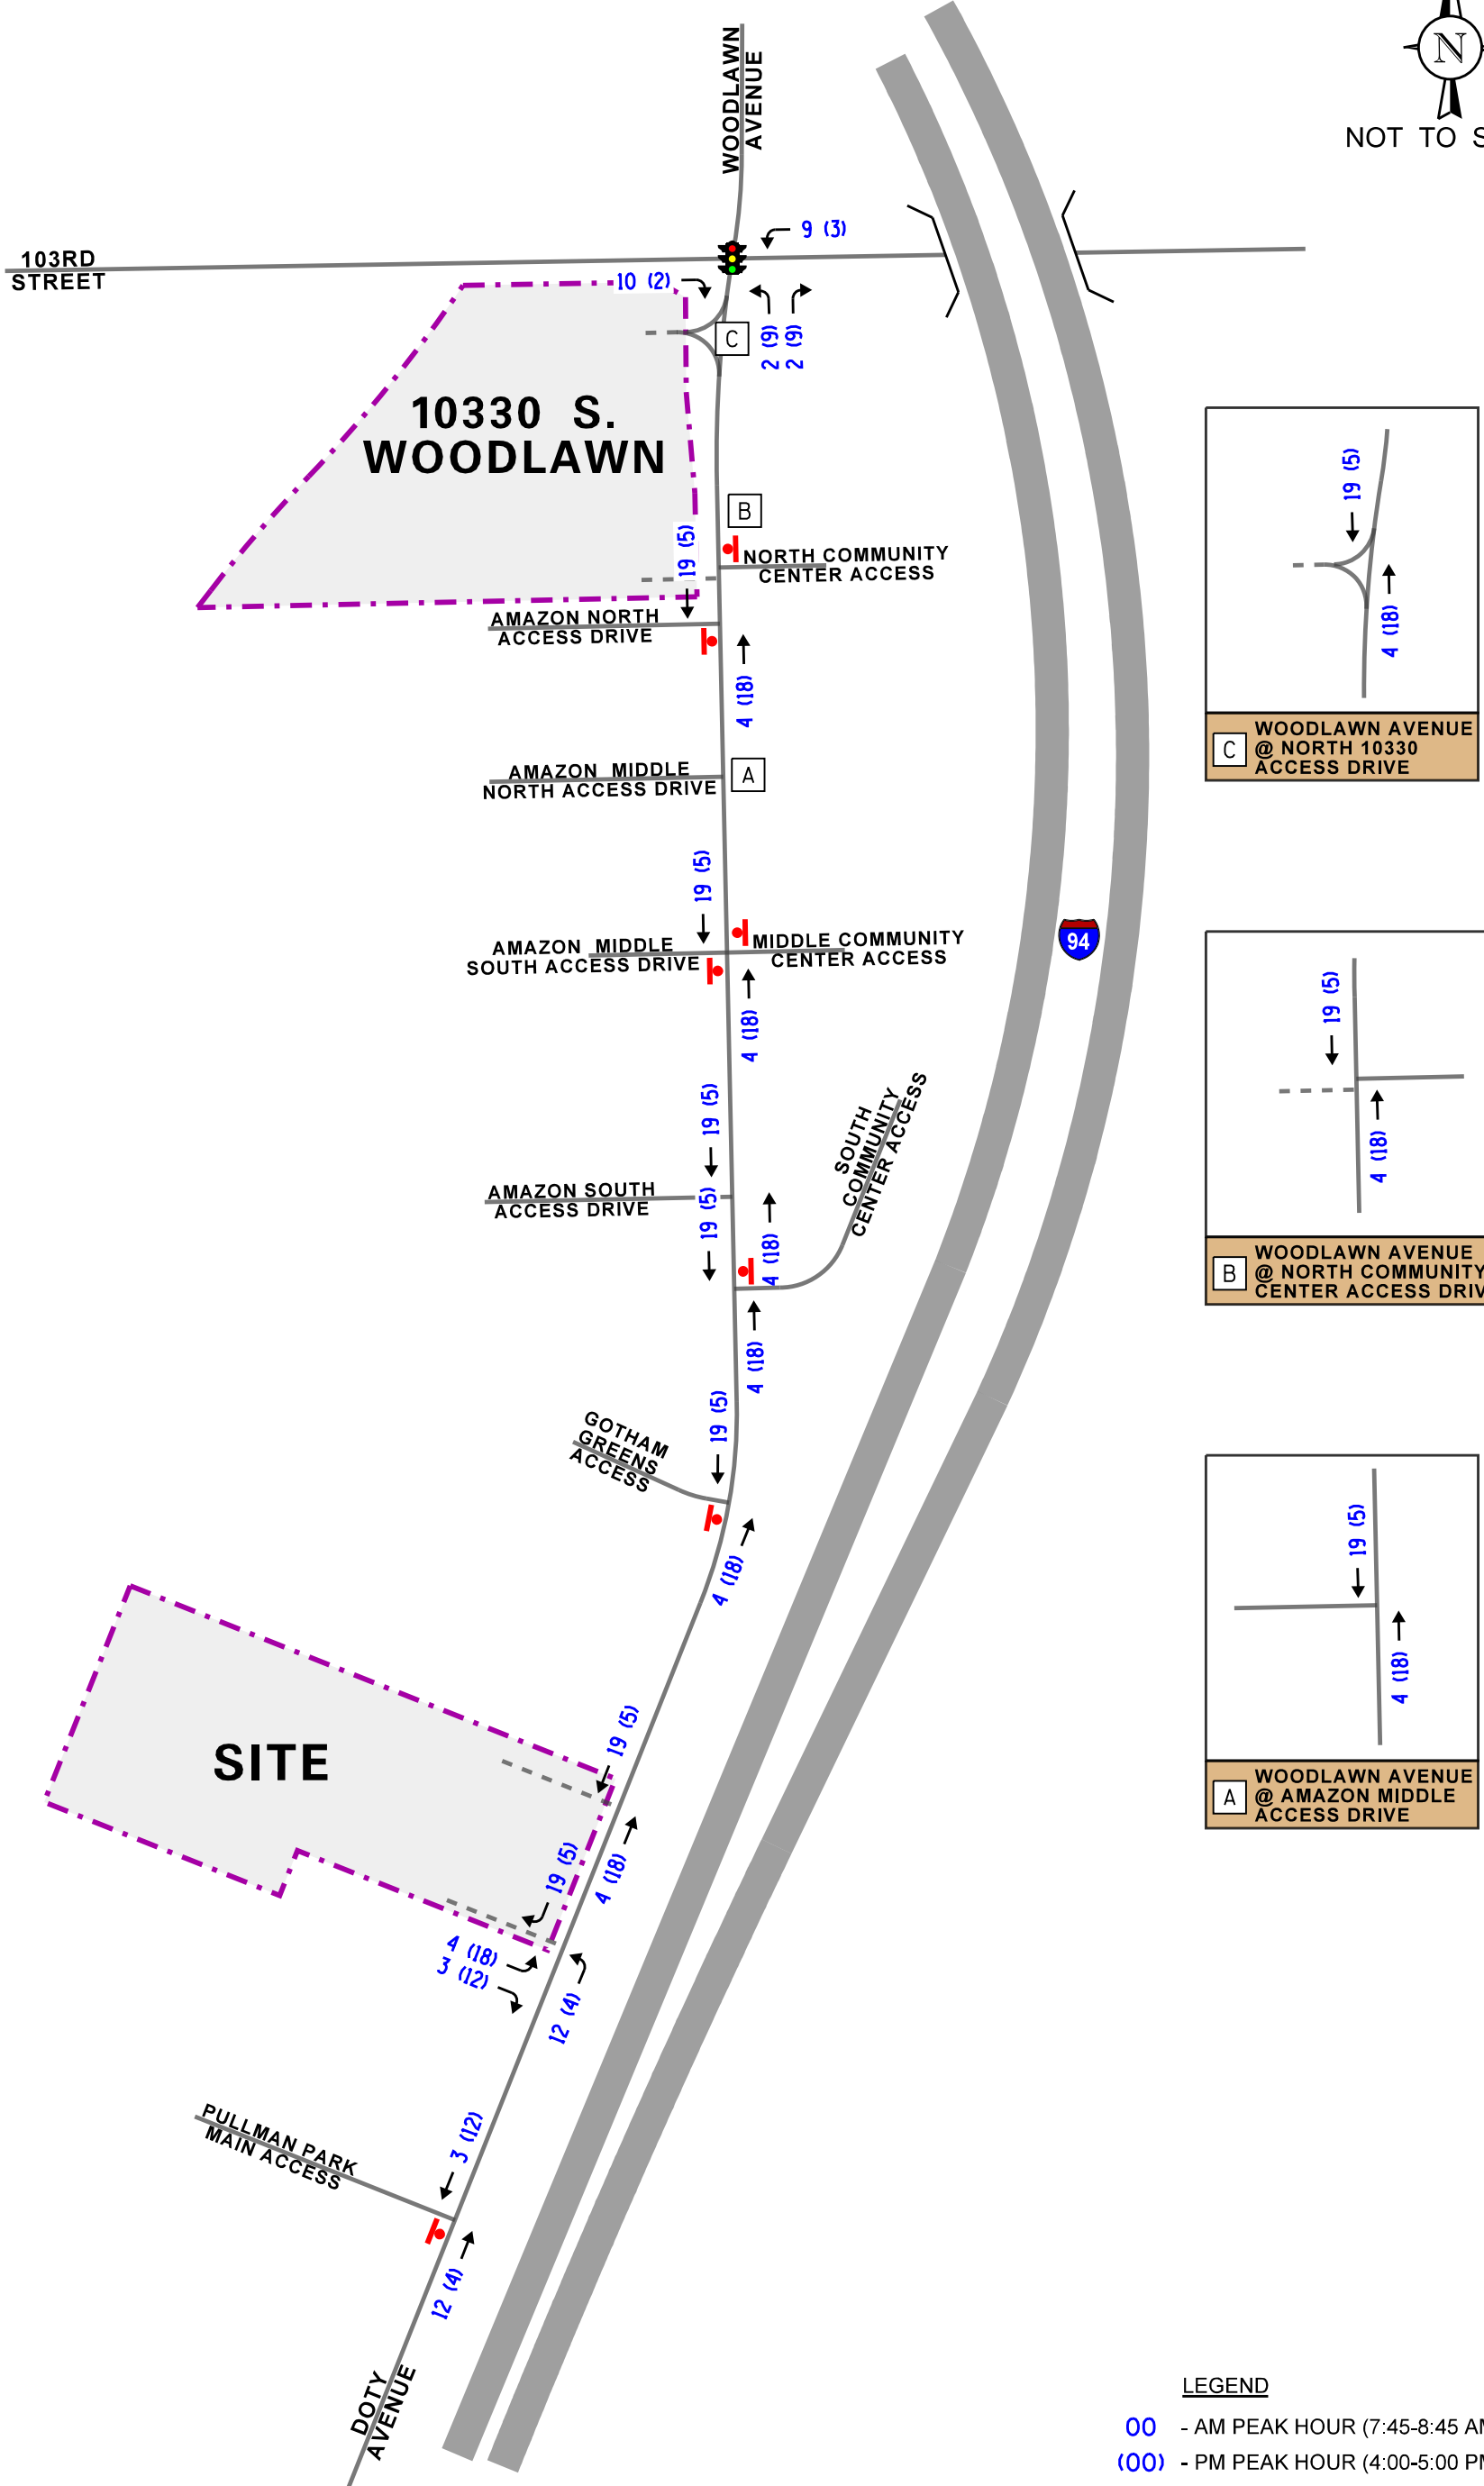 N
NOT TO S
WOODLAWN
AVENUE
9 (3)
103RD
STREET
10 (2)
2 (9)
2 (9)
C
10330 S.
WOODLAWN
B
19 (5)
NORTH COMMUNITY
CENTER ACCESS
AMAZON NORTH
ACCESS DRIVE
4 (18)
AMAZON MIDDLE
NORTH ACCESS DRIVE
A
19 (5)
AMAZON MIDDLE
SOUTH ACCESS DRIVE
MIDDLE COMMUNITY
CENTER ACCESS
94
4 (18)
19 (5)
SOUTH
COMMUNITY
CENTER ACCESS
AMAZON SOUTH
ACCESS DRIVE
19 (5)
4 (18)
4 (18)
19 (5)
GOTHAM
GREENS
ACCESS
4 (18)
SITE
19 (5)
4 (18)
19 (5)
4 (18)
3 (12)
12 (4)
PULLMAN PARK
MAIN ACCESS
3 (12)
12 (4)
DOTY
AVENUE
19 (5)
4 (18)
C
WOODLAWN AVENUE
@ NORTH 10330
ACCESS DRIVE
19 (5)
4 (18)
B
WOODLAWN AVENUE
@ NORTH COMMUNITY
CENTER ACCESS DRIV
19 (5)
4 (18)
A
WOODLAWN AVENUE
@ AMAZON MIDDLE
ACCESS DRIVE
LEGEND
00 - AM PEAK HOUR (7:45-8:45 AM
(00) - PM PEAK HOUR (4:00-5:00 PM